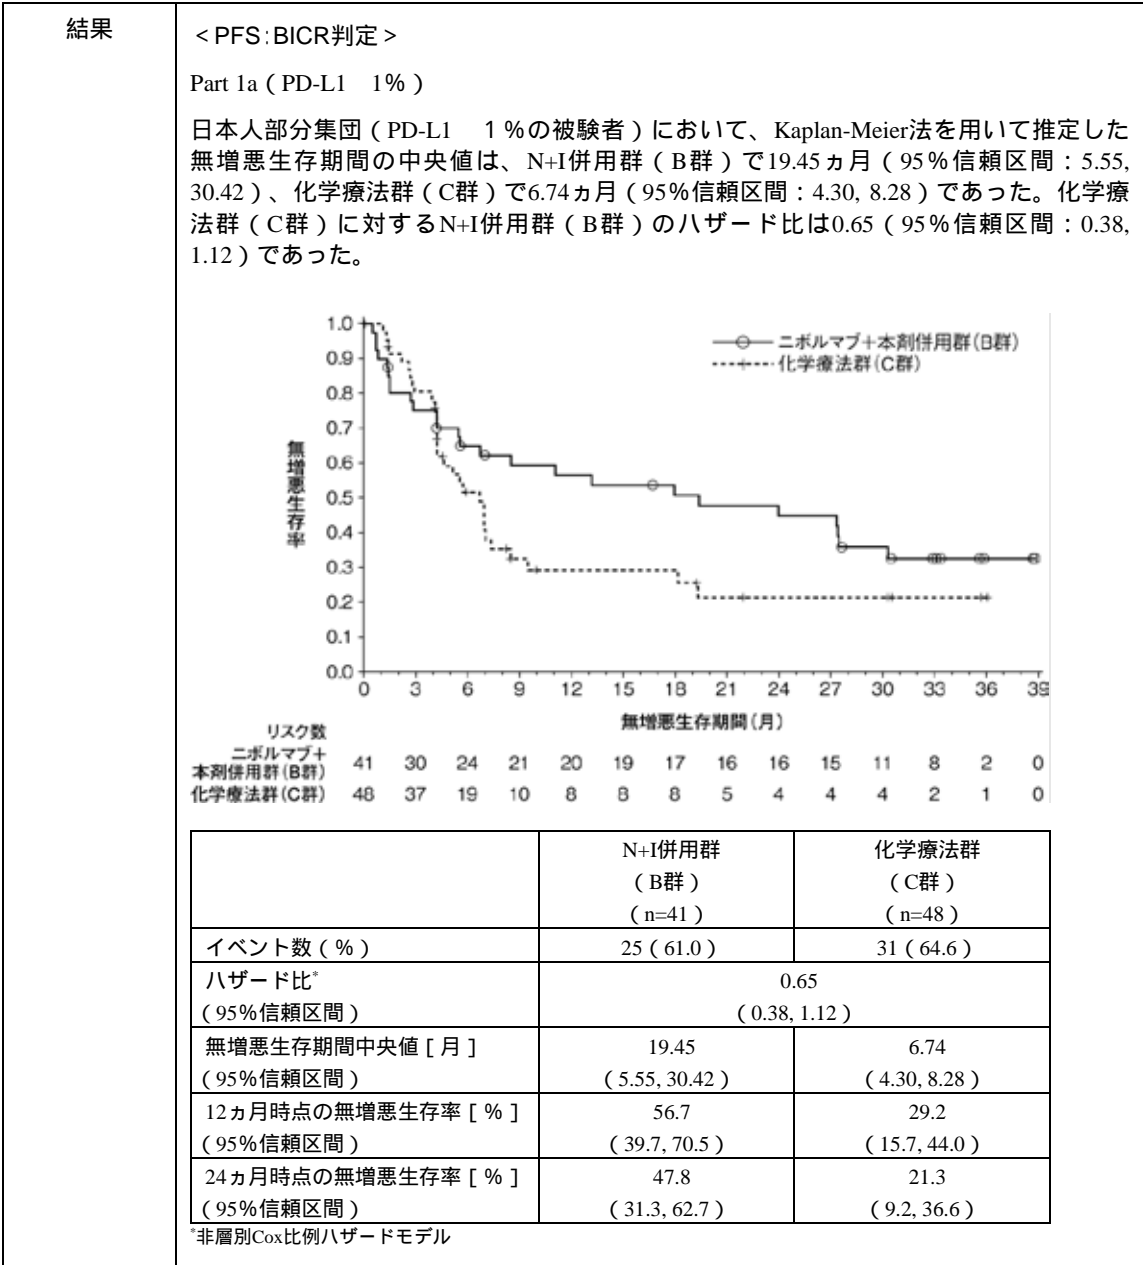 結果
＜PFS：BICR判定＞
Part 1a（PD-L1　1％）
日本人部分集団（PD-L1　１％の被験者）において、Kaplan-Meier法を用いて推定した
無増悪生存期間の中央値は、N+I併用群（B群）で19.45ヵ月（95％信頼区間：5.55,
30.42）、化学療法群（C群）で6.74ヵ月（95％信頼区間：4.30, 8.28）であった。化学療
法群（C群）に対するN+I併用群（B群）のハザード比は0.65（95％信頼区間：0.38,
1.12）であった。
ニボルマブ＋本剤併用群（B群）
化学療法群（C群）
無増悪生存率
1.0
0.9
0.8
0.7
0.6
0.5
0.4
0.3
0.2
0.1
0.0
0 3 6 9 12 15 18 21 24 27 30 33 36 39
無増悪生存期間（月）
リスク数
ニボルマブ＋
本剤併用群（B群） 41 30 24 21 20 19 17 16 16 15 11 8 2 0
化学療法群（C群） 48 37 19 10 8 8 8 5 4 4 4 2 1 0
N+I併用群 化学療法群
（B群） （C群）
（n=41） （n=48）
イベント数（％） 25（61.0） 31（64.6）
ハザード比* 0.65
（95％信頼区間） （0.38, 1.12）
無増悪生存期間中央値［月］ 19.45 6.74
（95％信頼区間） （5.55, 30.42） （4.30, 8.28）
12ヵ月時点の無増悪生存率［％］ 56.7 29.2
（95％信頼区間） （39.7, 70.5） （15.7, 44.0）
24ヵ月時点の無増悪生存率［％］ 47.8 21.3
（95％信頼区間） （31.3, 62.7） （9.2, 36.6）
*非層別Cox比例ハザードモデル